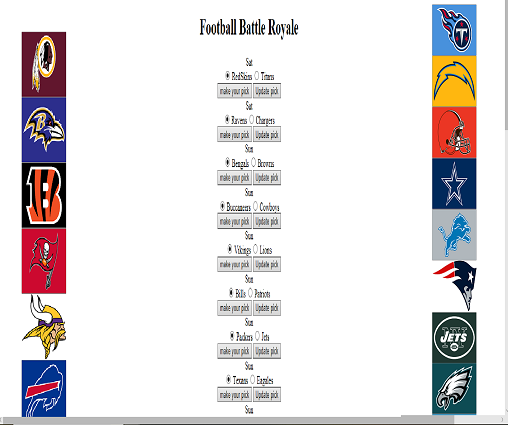 Football Battle Royale
Sat
RedSkins Titans
make your pick Update pick
Sat
Ravens Chargers
make your pick Update pick
Sun
Bengals Browns
make your pick Update pick
Sun
Buccaneers Cowboys
make your pick Update pick
Sun
Vikings Lions
make your pick Update pick
Sun
Bills Patriots
make your pick Update pick
Sun
Packers Jets
make your pick Update pick
Sun
Texans Eagales
make your pick Update pick
Sun
T
B
NY
JETS